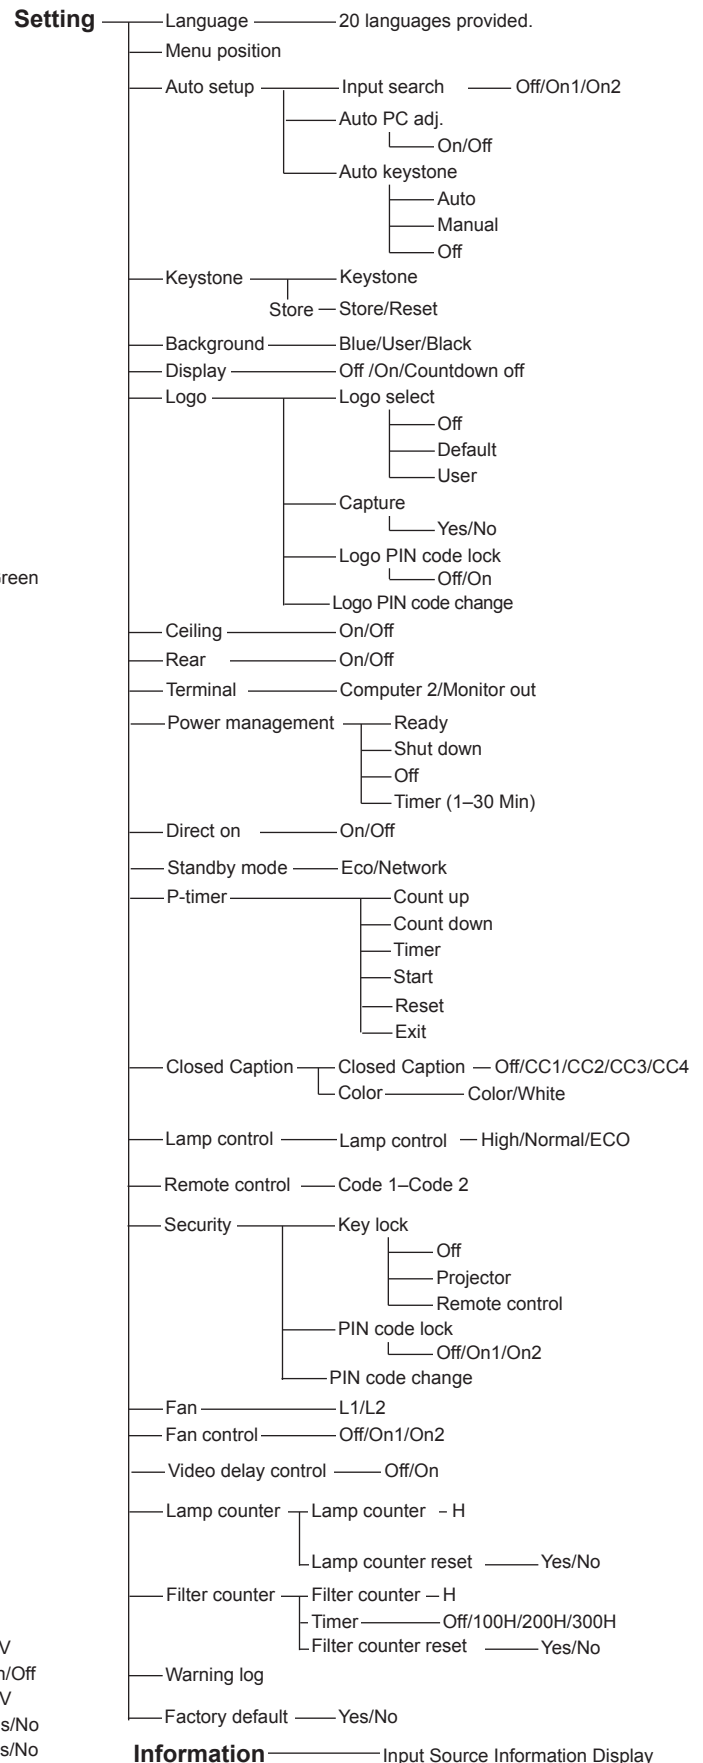 Setting Language 20 languages provided.
Menu position
Auto setup Input search Off/On1/On2
Auto PC adj.
On/Off
Auto keystone
Auto
Manual
Off
Keystone Keystone
Store Store/Reset
Background Blue/User/Black
Display Off /On/Countdown off
Logo Logo select
Off
Default
User
Capture
Yes/No
Logo PIN code lock
Off/On
reen
Logo PIN code change
Ceiling On/Off
Rear On/Off
Terminal Computer 2/Monitor out
Power management Ready
Shut down
Off
Timer (1–30 Min)
Direct on On/Off
Standby mode Eco/Network
P-timer Count up
Count down
Timer
Start
Reset
Exit
Closed Caption Closed Caption Off/CC1/CC2/CC3/CC4
Color Color/White
Lamp control Lamp control High/Normal/ECO
Remote control Code 1–Code 2
Security Key lock
Off
Projector
Remote control
PIN code lock
Off/On1/On2
PIN code change
Fan L1/L2
Fan control Off/On1/On2
Video delay control Off/On
Lamp counter Lamp counter H
Lamp counter reset Yes/No
Filter counter Filter counter H
Timer Off/100H/200H/300H
Filter counter reset Yes/No
V
n/Off
Warning log
V
s/No
Factory default Yes/No
s/No
Information Input Source Information Display